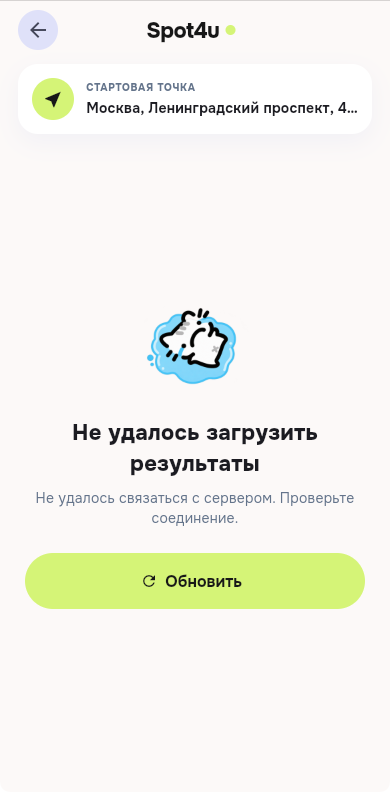 Spot4u
СТАРТОВАЯ ТОЧКА
Москва, Ленинградский проспект, 4...
Не удалось загрузить
результаты
Не удалось связаться с сервером. Проверьте
соединение.
Обновить